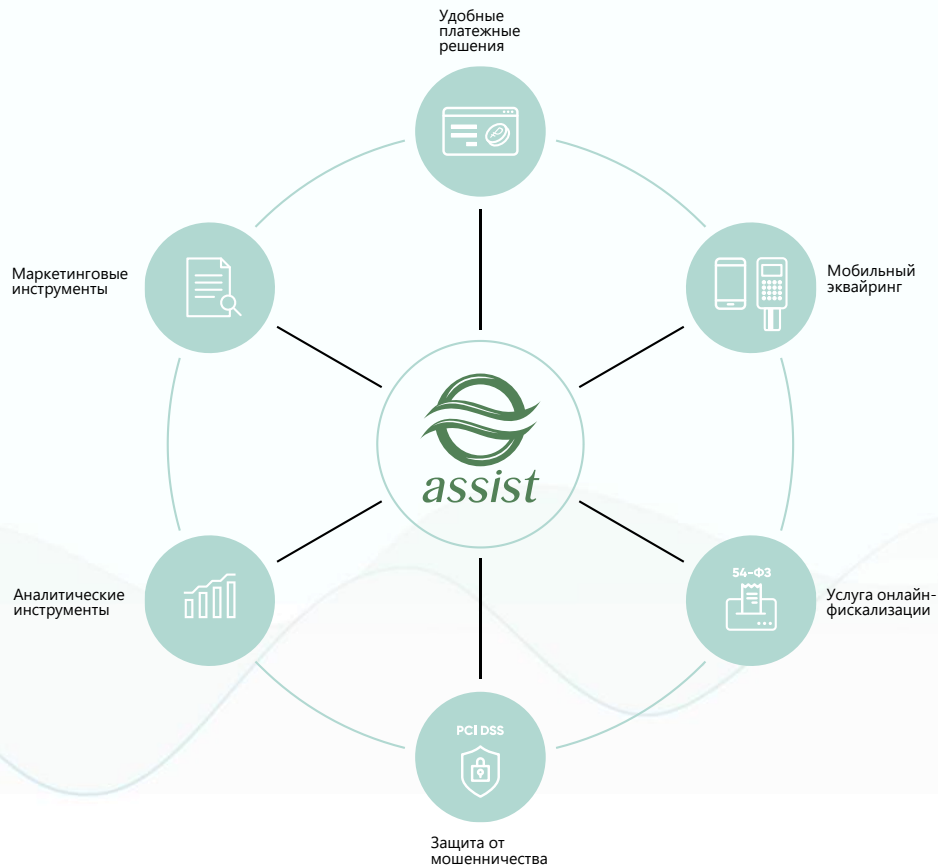 Удобные
платежные
решения
Маркетинговые
инструменты
Мобильный
эквайринг
assist
Аналитические
инструменты
54-ФЗ
Услуга онлайн-
фискализации
PCI DSS
Защита от
мошенничества